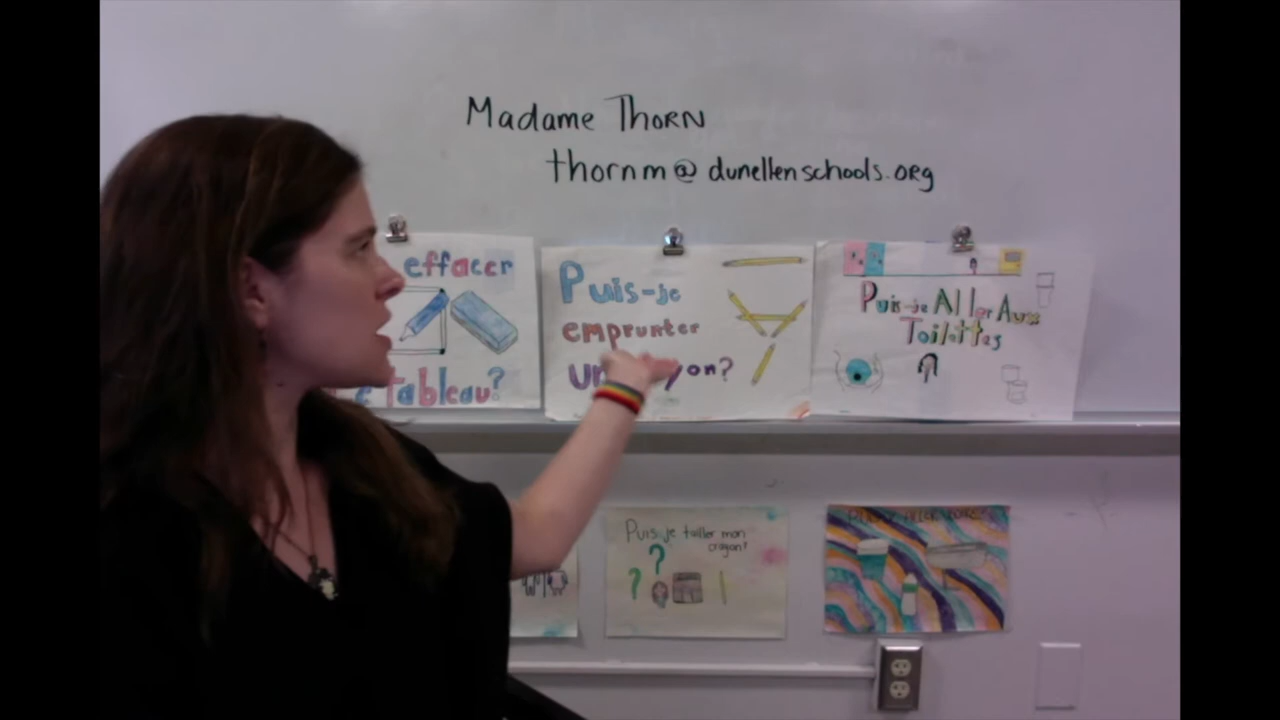 Madame Thorn
thornm@dunellenschools.org
effacer
tableau?
Puis-je
emprunter
Puis-je Aller Aux
Toilettes
Puis-je tailler mon
crayon?